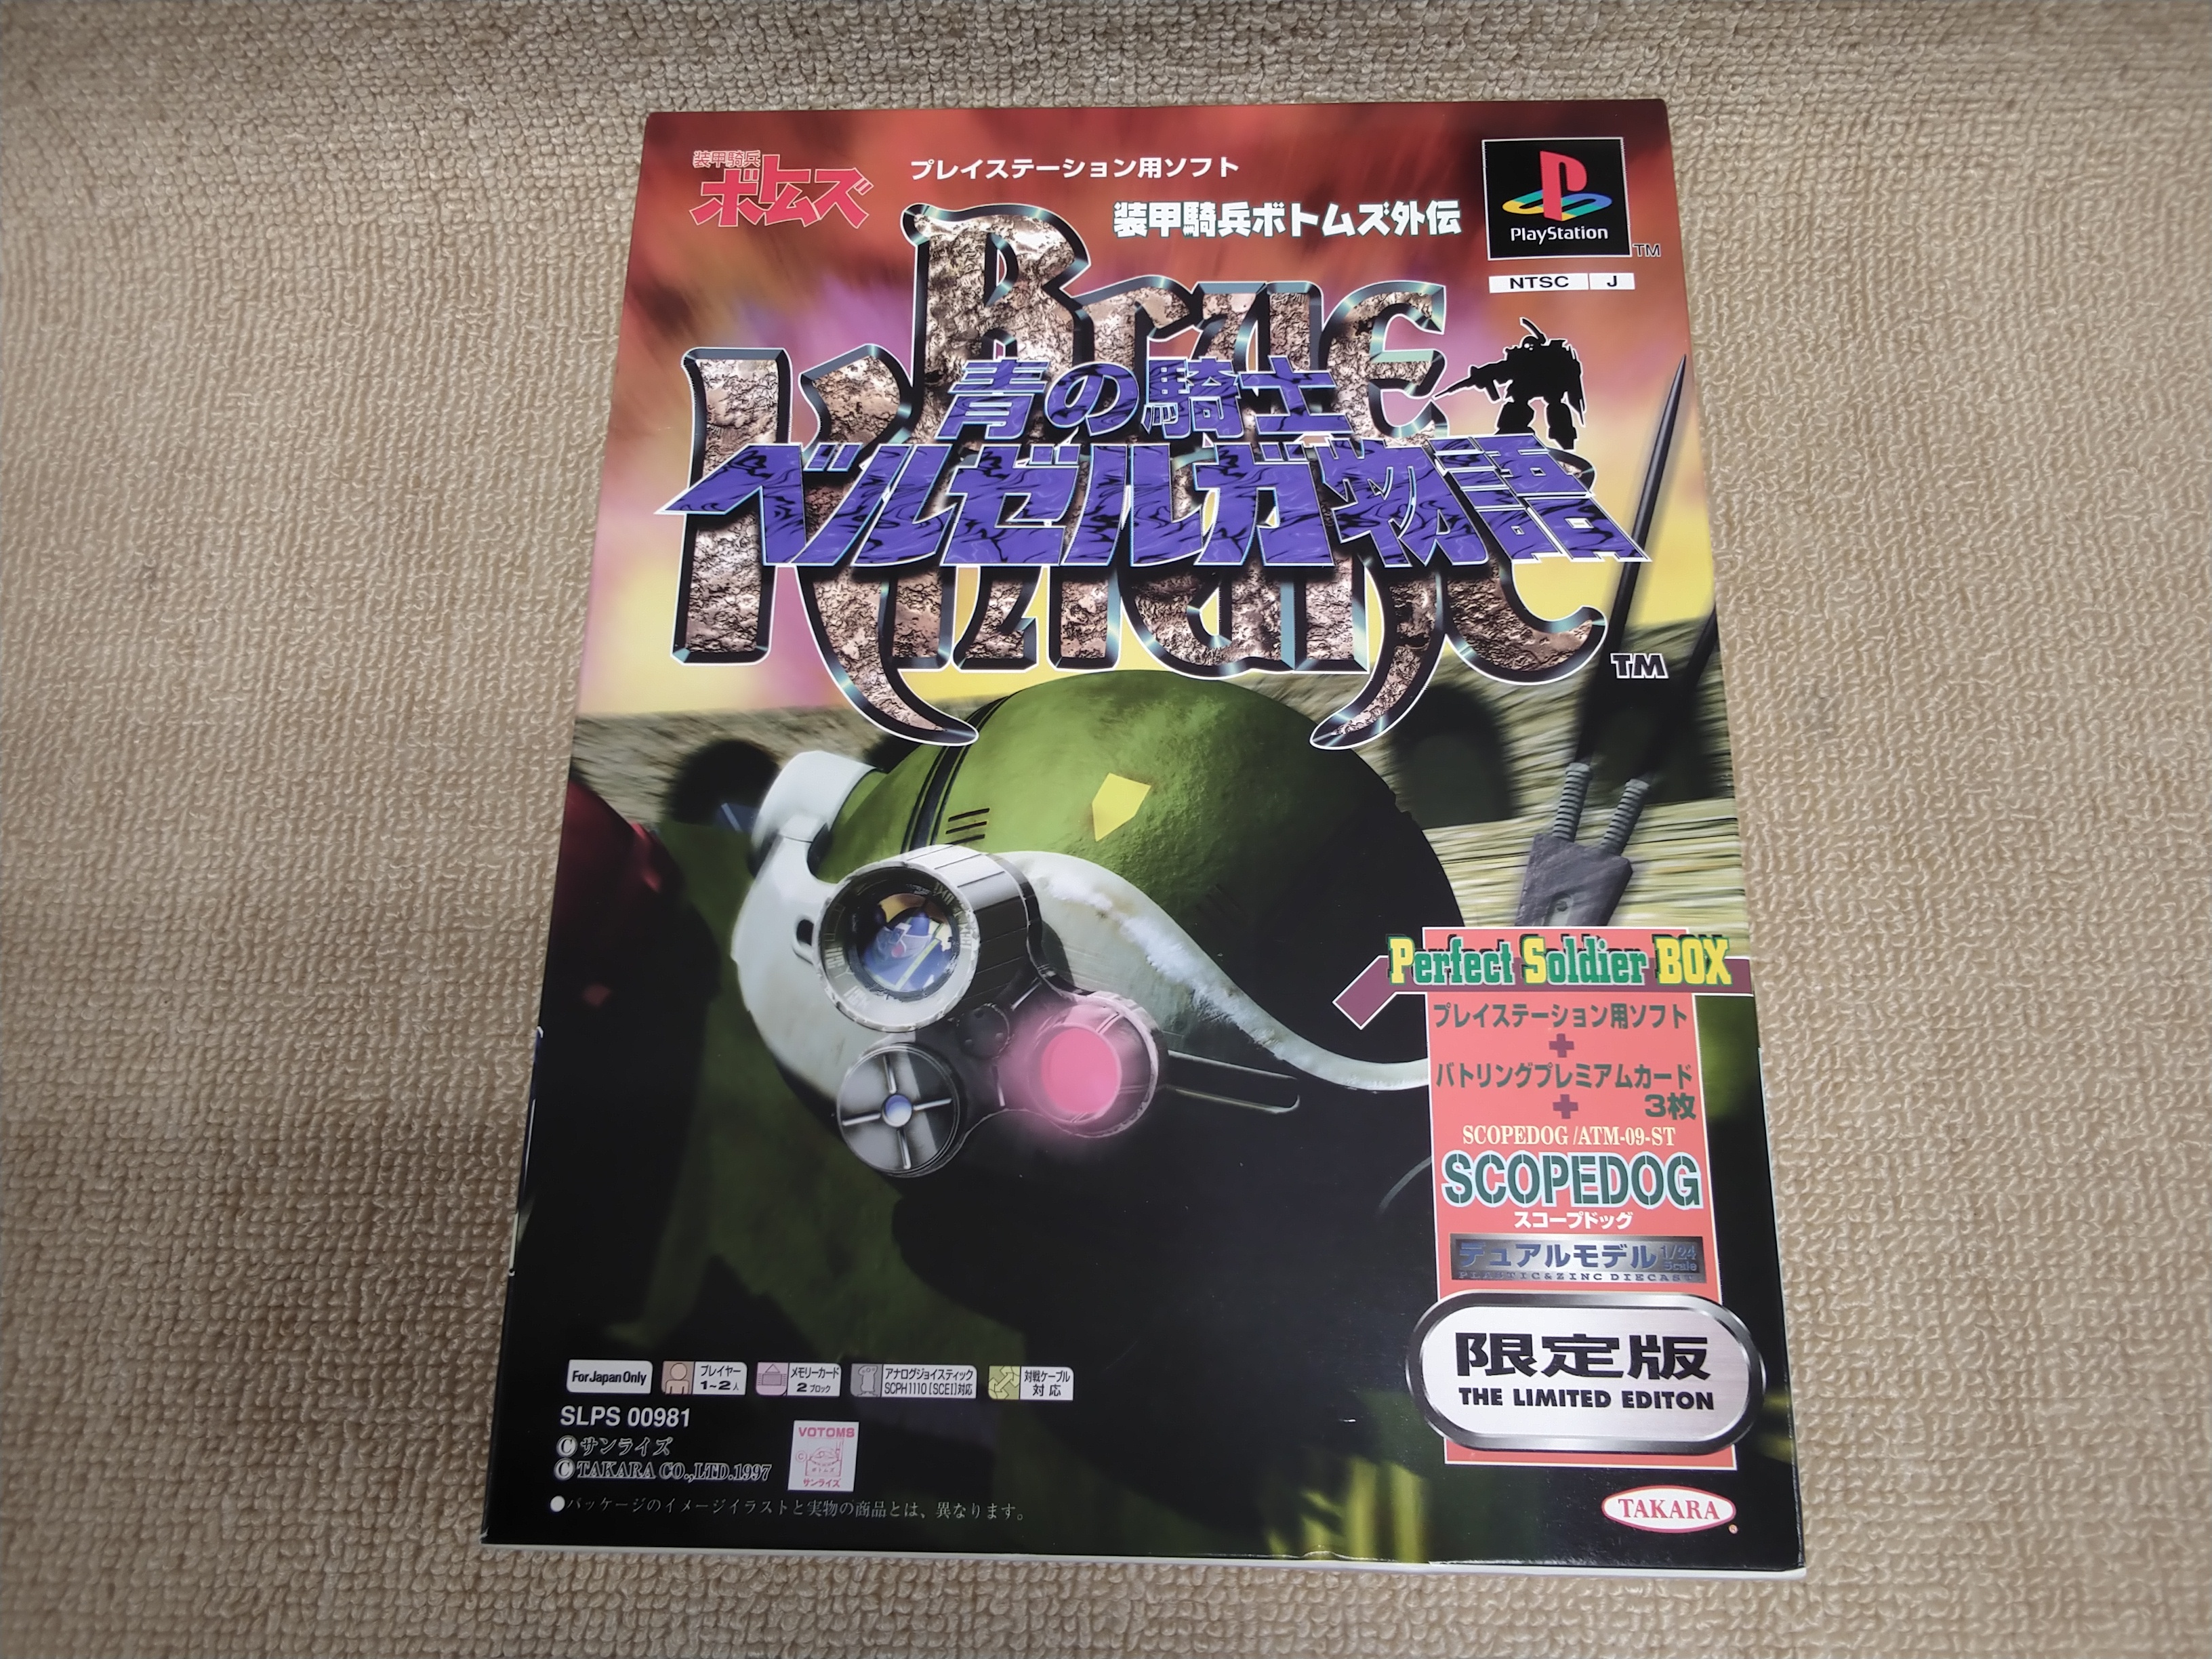 装甲騎兵
ボトムズ
プレイステーション用ソフト
装甲騎兵ボトムズ外伝
PlayStation
TM
NTSC J
Brue
青の騎士
ベルゼルガ物語
TM
Perfect Soldier BOX
プレイステーション用ソフト
+
バトリングプレミアムカード
+ 3枚
SCOPEDOG /ATM-09-ST
SCOPEDOG
スコープドッグ
デュアルモデル 1/24 Scale
PLASTIC&ZINC DIECAST
限定版
THE LIMITED EDITON
For Japan Only
プレイヤー
1~2人
メモリーカード
2ブロック
アナログジョイスティック
SCPH1110[SCEI]対応
対戦ケーブル
対応
SLPS 00981
©サンライズ
©TAKARA CO.,LTD.1997
VOTOMS
サンライズ
●パッケージのイメージイラストと実物の商品とは、異なります。
TAKARA